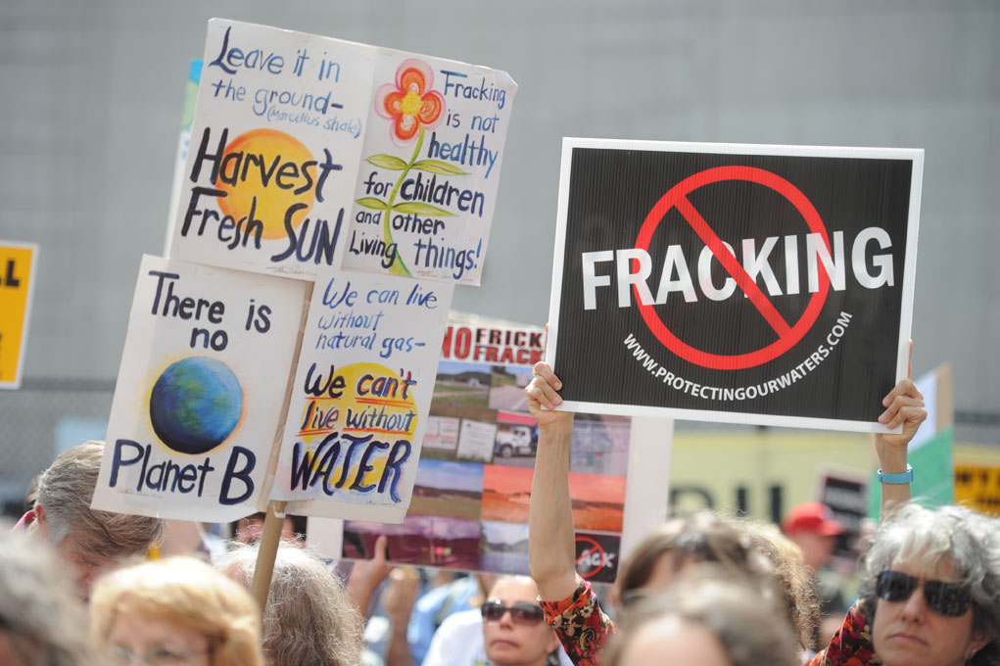 Leave it in
the ground-
(Marcellus shale)
Harvest
Fresh SUN
Fracking
is not
healthy
for children
and other
Living things!
There is
no
Planet B
We can live
without
natural gas-
We can't
live without
WATER
NO FRICK
FRACK
FRACKING
WWW.PROTECTINGOURWATERS.COM